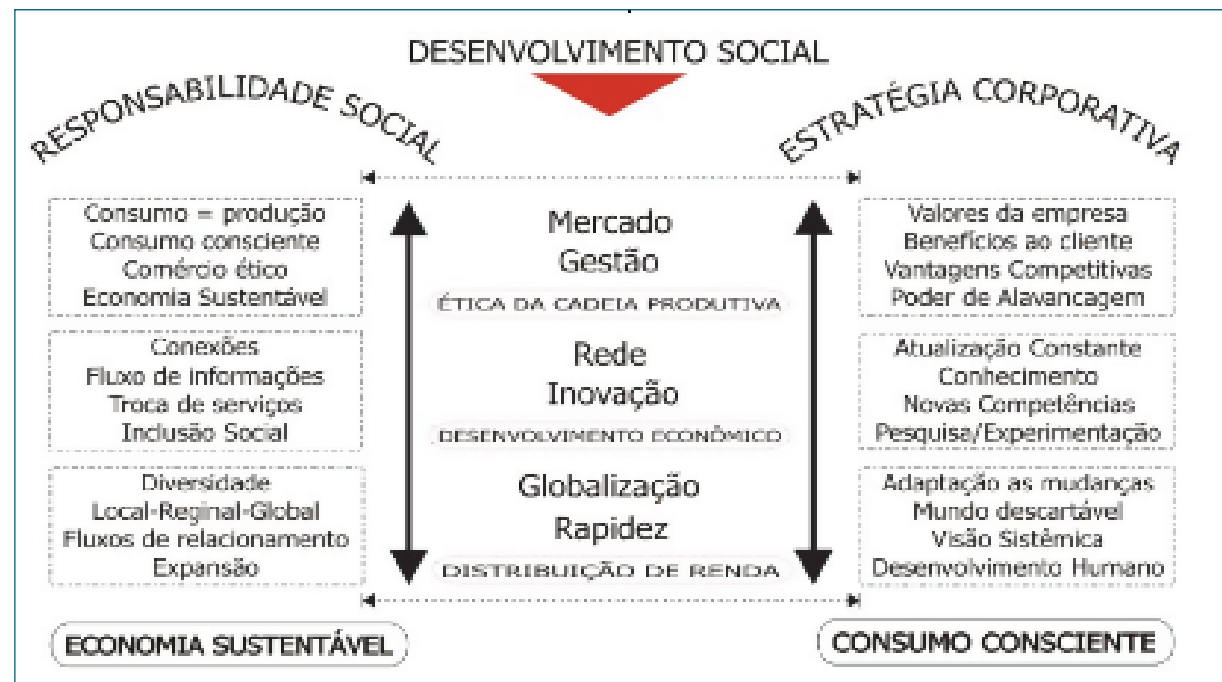 DESENVOLVIMENTO SOCIAL
RESPONSABILIDADE SOCIAL
Consumo = produção
Consumo consciente
Comércio ético
Economia Sustentável
Conexões
Fluxo de informações
Troca de serviços
Inclusão Social
Diversidade
Local-Reginal-Global
Fluxos de relacionamento
Expansão
ECONOMIA SUSTENTÁVEL
Mercado
Gestão
ÉTICA DA CADEIA PRODUTIVA
Rede
Inovação
DESENVOLVIMENTO ECONÔMICO
Globalização
Rapidez
DISTRIBUIÇÃO DE RENDA
ESTRATÉGIA CORPORATIVA
Valores da empresa
Benefícios ao cliente
Vantagens Competitivas
Poder de Alavancagem
Atualização Constante
Conhecimento
Novas Competências
Pesquisa/Experimentação
Adaptação as mudanças
Mundo descartável
Visão Sistêmica
Desenvolvimento Humano
CONSUMO CONSCIENTE